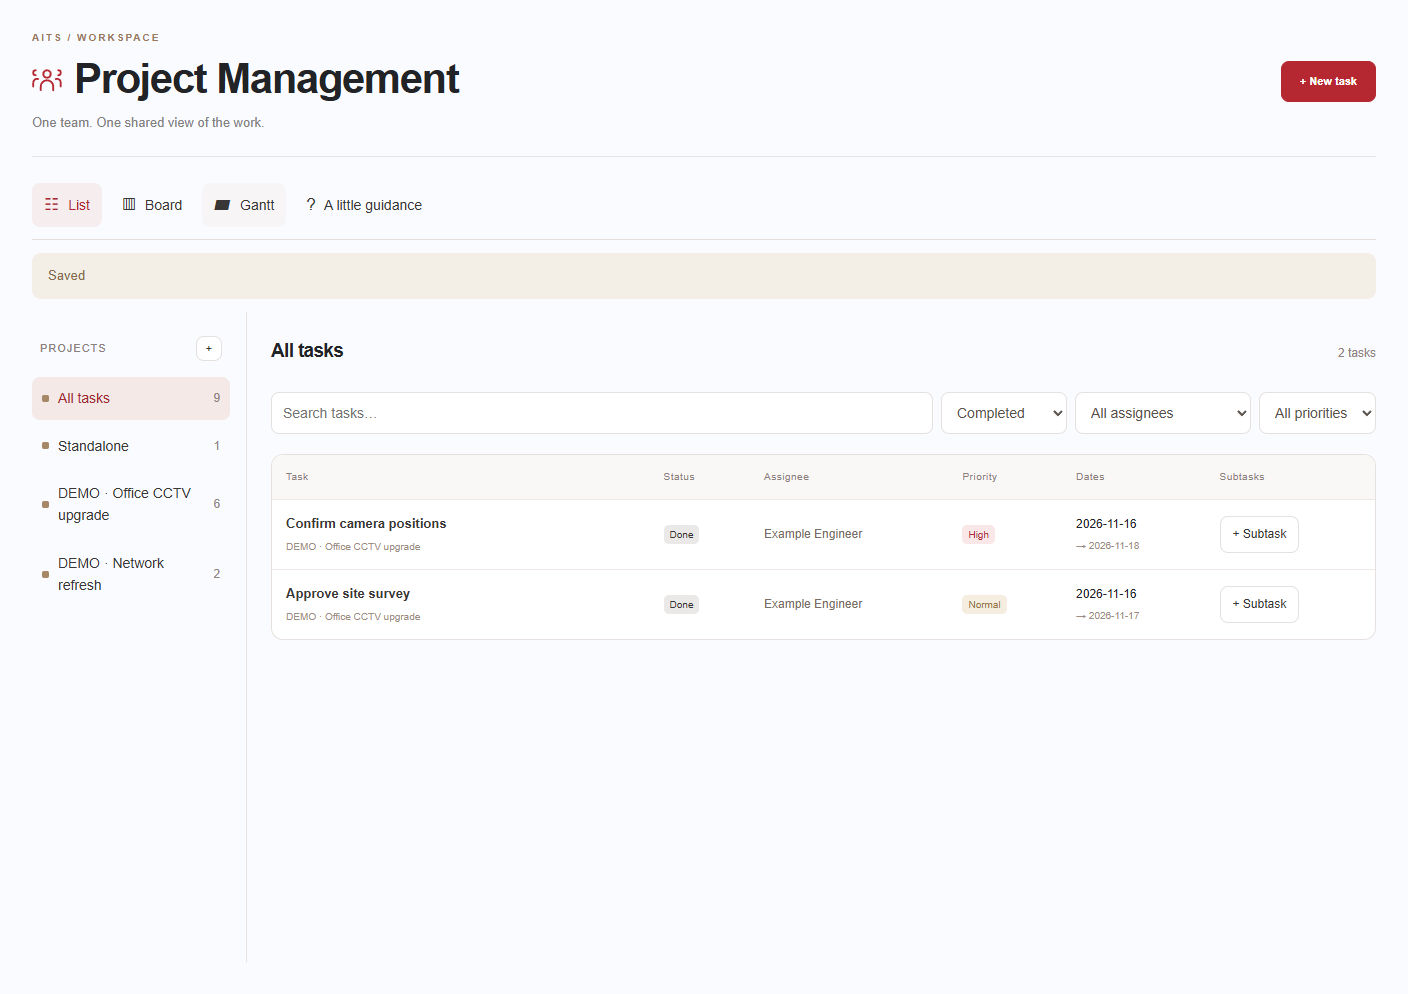 AITS / WORKSPACE
Project Management
+ New task
One team. One shared view of the work.
List
Board
Gantt
? A little guidance
Saved
PROJECTS
+
All tasks 9
Standalone 1
DEMO · Office CCTV upgrade 6
DEMO · Network refresh 2
All tasks
2 tasks
Search tasks...
Completed
All assignees
All priorities
Task Status Assignee Priority Dates Subtasks
Confirm camera positions
DEMO · Office CCTV upgrade
Done
Example Engineer
High
2026-11-16
→ 2026-11-18
+ Subtask
Approve site survey
DEMO · Office CCTV upgrade
Done
Example Engineer
Normal
2026-11-16
→ 2026-11-17
+ Subtask